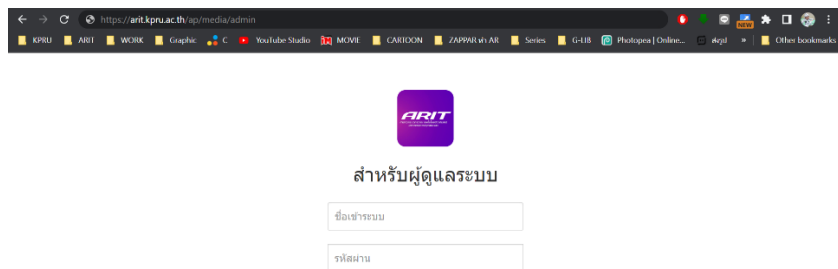 https://arit.kpru.ac.th/ap/media/admin
NEW
KPRU ARIT WORK Graphic C YouTube Studio MOVIE CARTOON ZAPPAR ทำ AR Series G-LIB Photopea | Online... สรุป » Other bookmarks
ARIT
สำหรับผู้ดูแลระบบ
ชื่อเข้าระบบ
รหัสผ่าน